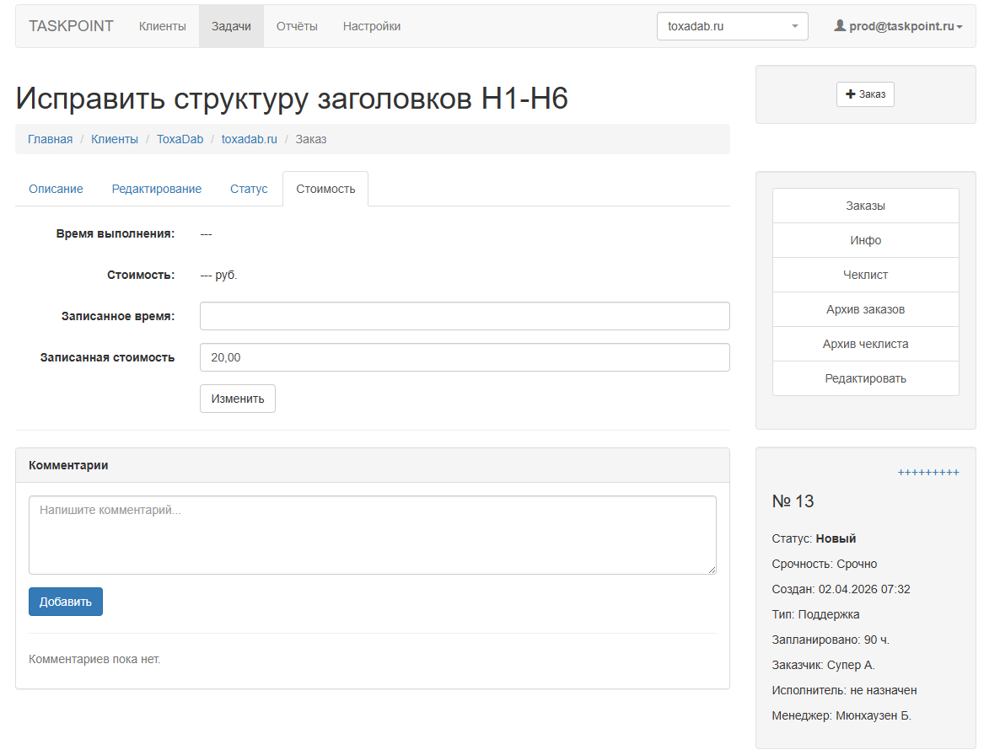 TASKPOINT Клиенты Задачи Отчёты Настройки toxadab.ru prod@taskpoint.ru
Исправить структуру заголовков H1-H6
Главная / Клиенты / ToxaDab / toxadab.ru / Заказ
Описание Редактирование Статус Стоимость
Время выполнения: ---
Стоимость: --- руб.
Записанное время:
Записанная стоимость 20,00
Изменить
Комментарии
Напишите комментарий...
Добавить
Комментариев пока нет.
+ Заказ
Заказы
Инфо
Чеклист
Архив заказов
Архив чеклиста
Редактировать
+++++++++
№ 13
Статус: Новый
Срочность: Срочно
Создан: 02.04.2026 07:32
Тип: Поддержка
Запланировано: 90 ч.
Заказчик: Супер А.
Исполнитель: не назначен
Менеджер: Мюнхаузен Б.